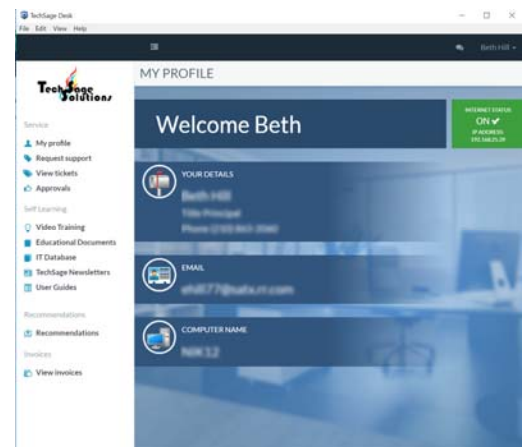 TechSage Desk
File Edit View Help
Beth Hill
TechSage
Solutions
MY PROFILE
Welcome Beth
INTERNET STATUS:
ON ✔
IP ADDRESS:
Service
My profile
Request support
View tickets
Approvals
Self Learning
Video Training
Educational Documents
IT Database
TechSage Newsletters
User Guides
Recommendations
Recommendations
Invoices
View invoices
YOUR DETAILS
Beth Hill
Title Principal
EMAIL
COMPUTER NAME